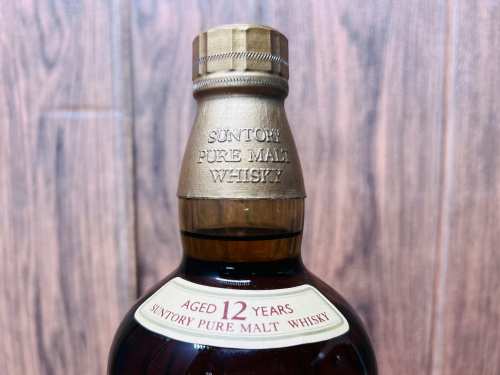 SUNTORY
PURE MALT
WHISKY
AGED 12 YEARS
SUNTORY PURE MALT WHISKY